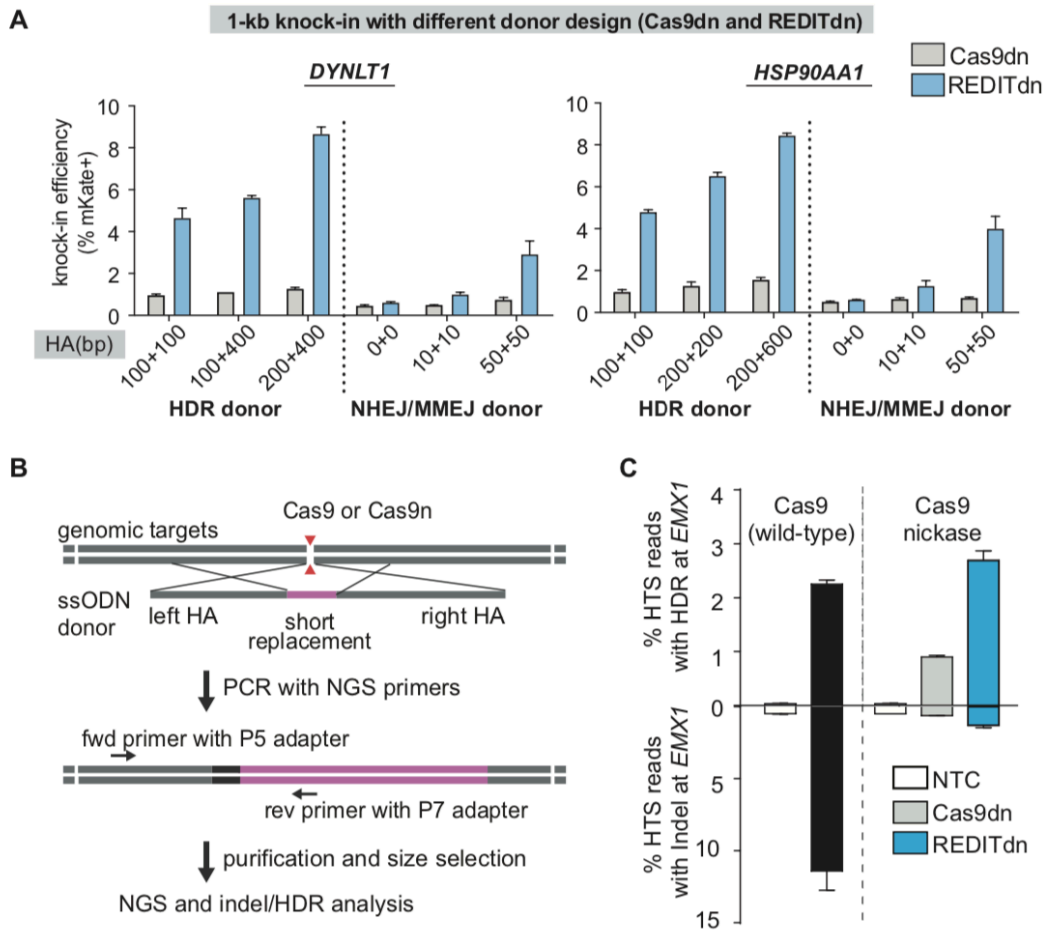 A
1-kb knock-in with different donor design (Cas9dn and REDITdn)
Cas9dn
REDITdn
DYNLT1
knock-in efficiency
(% mKate+)
10
8
6
4
2
0
HA(bp)
100+100
100+400
200+400
0+0
10+10
50+50
HDR donor
NHEJ/MMEJ donor
HSP90AA1
10
8
6
4
2
0
100+100
200+200
200+600
0+0
10+10
50+50
HDR donor
NHEJ/MMEJ donor
B
Cas9 or Cas9n
genomic targets
ssODN
donor
left HA
short
replacement
right HA
PCR with NGS primers
fwd primer with P5 adapter
rev primer with P7 adapter
purification and size selection
NGS and indel/HDR analysis
C
% HTS reads
with HDR at EMX1
% HTS reads
with Indel at EMX1
4
3
2
1
0
5
10
15
Cas9
(wild-type)
Cas9
nickase
NTC
Cas9dn
REDITdn